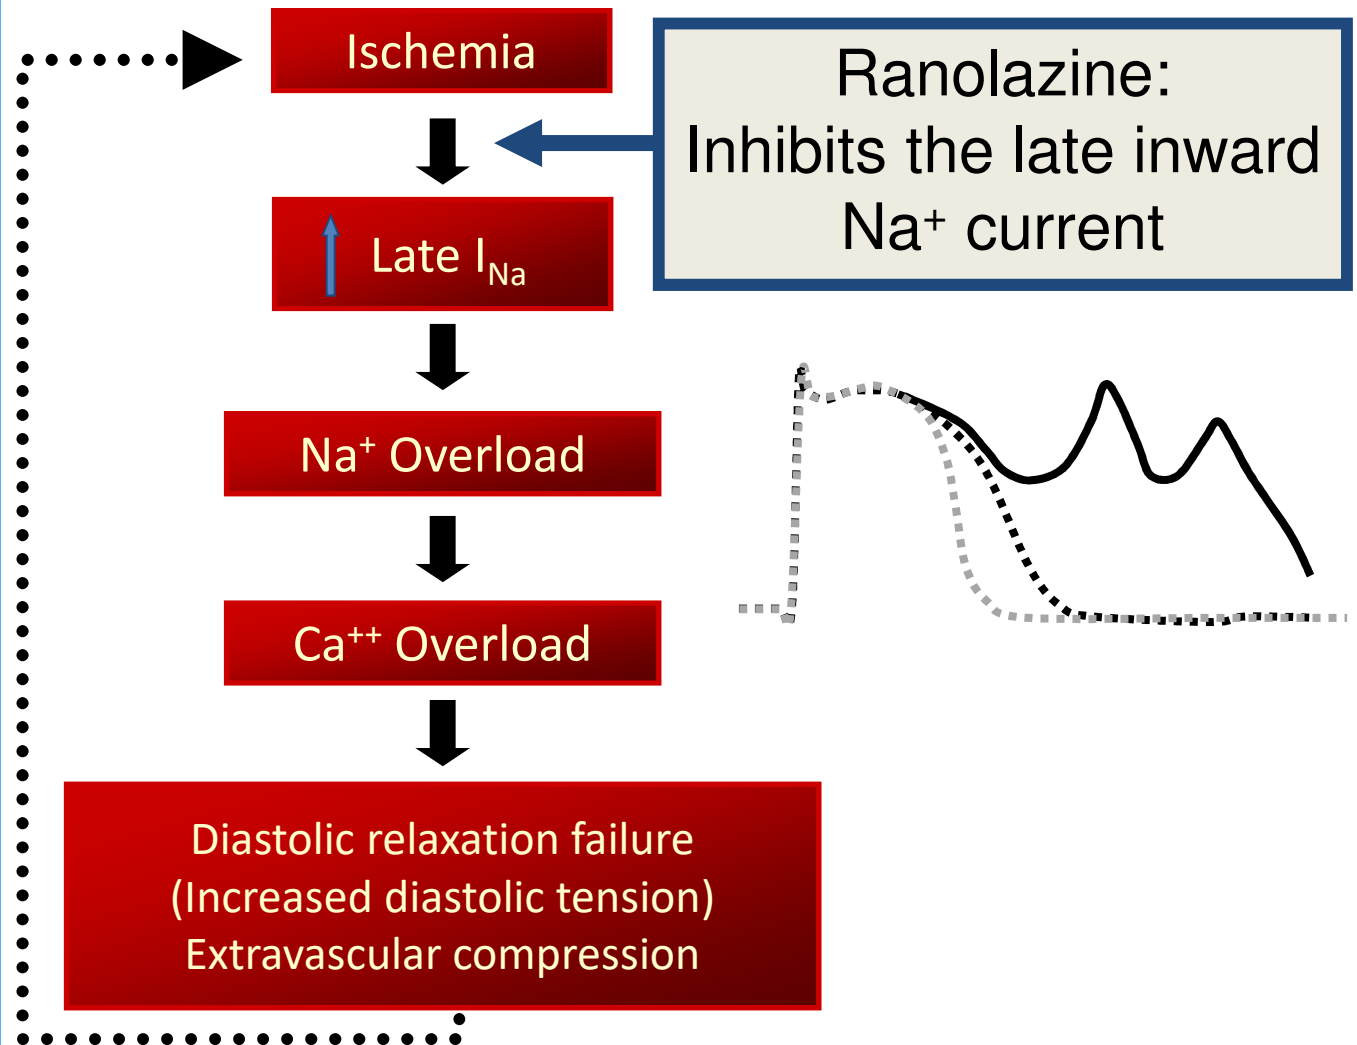 Ischemia
Ranolazine:
Inhibits the late inward
Na⁺ current
Late I_Na
Na⁺ Overload
Ca⁺⁺ Overload
Diastolic relaxation failure
(Increased diastolic tension)
Extravascular compression